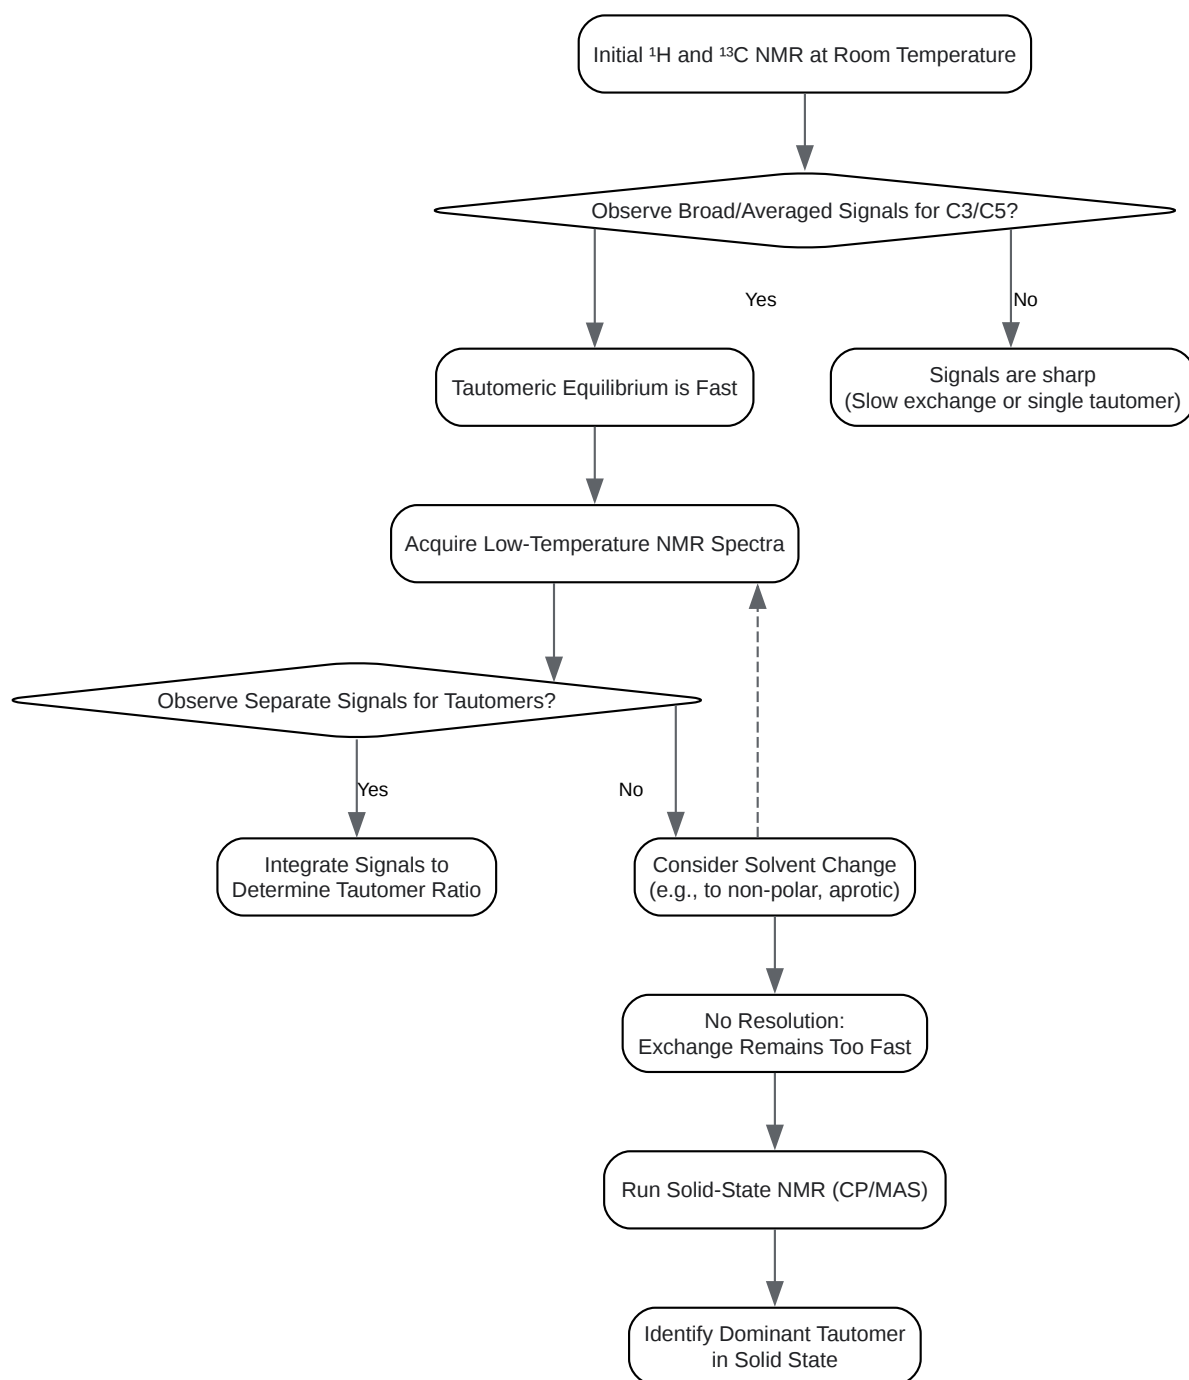 Initial ¹H and ¹³C NMR at Room Temperature
Observe Broad/Averaged Signals for C3/C5?
Yes
No
Tautomeric Equilibrium is Fast
Signals are sharp
(Slow exchange or single tautomer)
Acquire Low-Temperature NMR Spectra
Observe Separate Signals for Tautomers?
Yes
No
Integrate Signals to
Determine Tautomer Ratio
Consider Solvent Change
(e.g., to non-polar, aprotic)
No Resolution:
Exchange Remains Too Fast
Run Solid-State NMR (CP/MAS)
Identify Dominant Tautomer
in Solid State